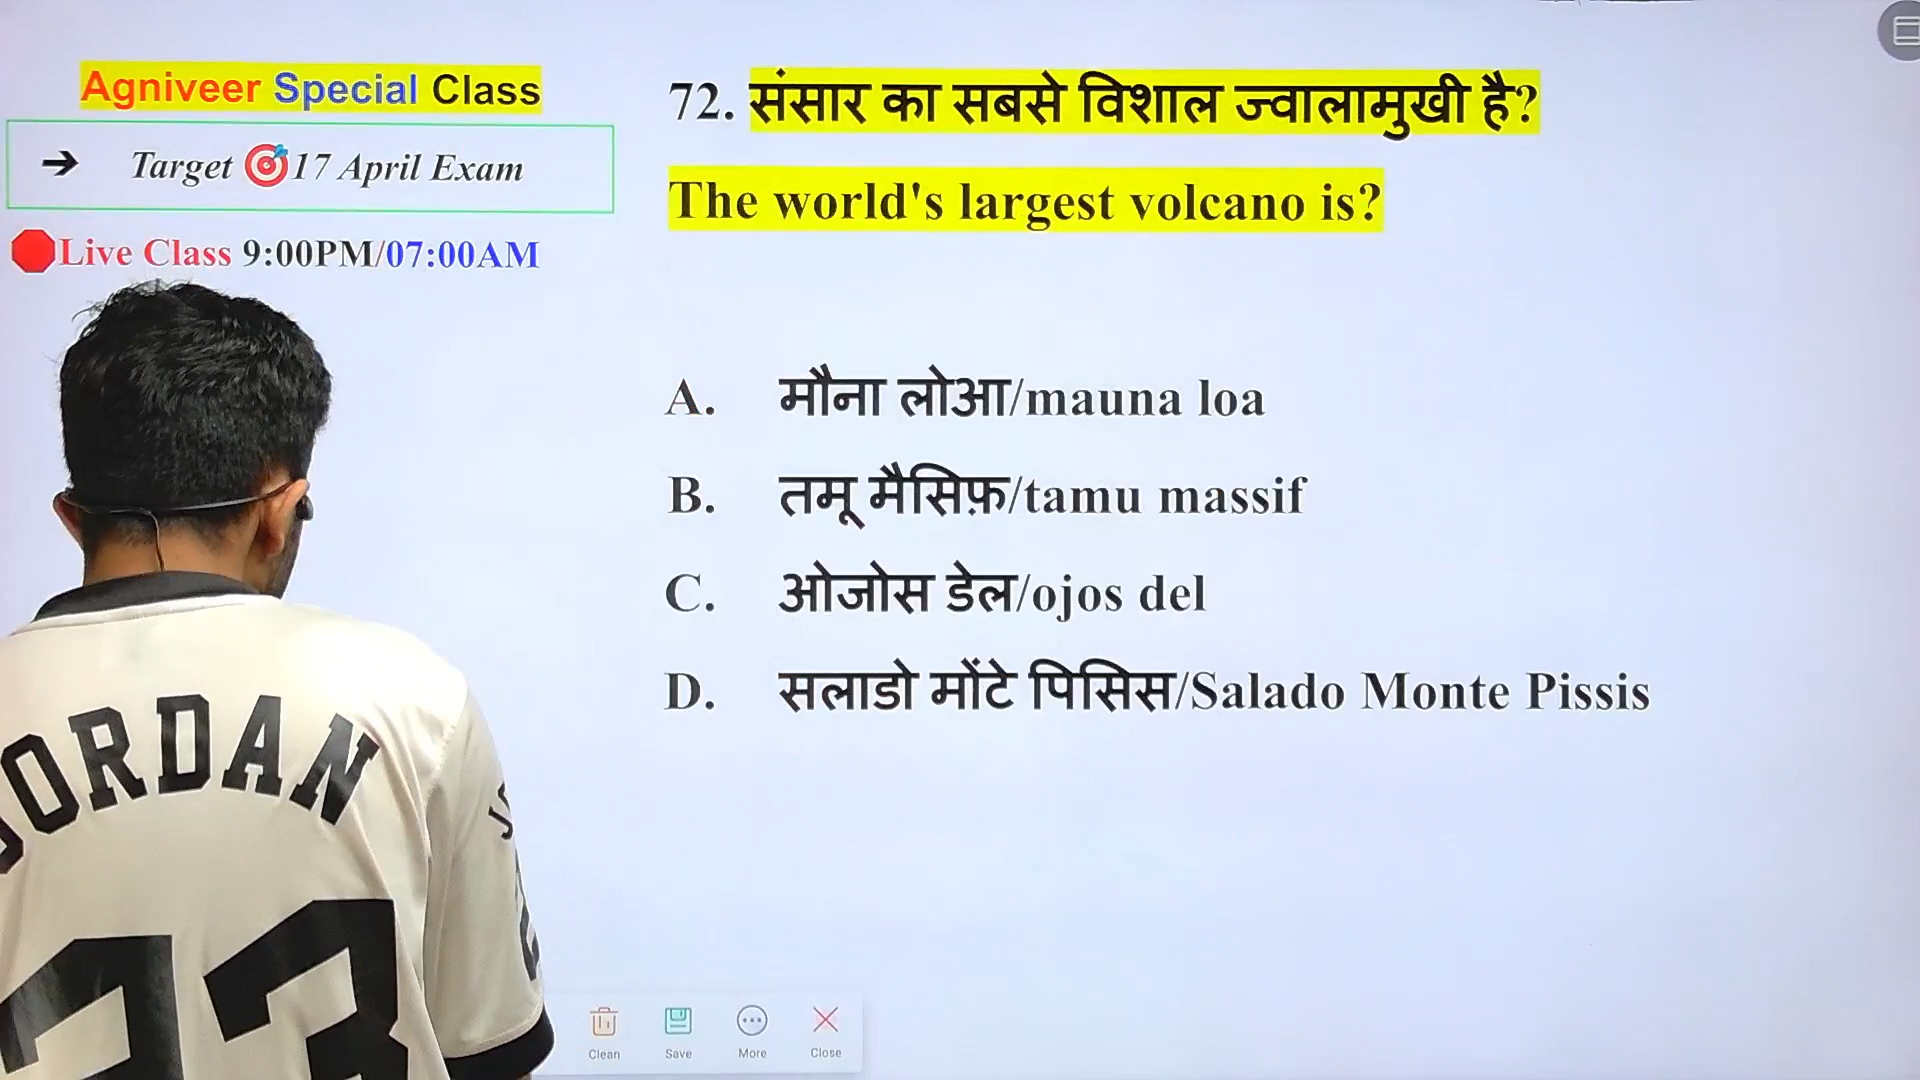 Agniveer Special Class
➔ Target 🎯17 April Exam
Live Class 9:00PM/07:00AM
72. संसार का सबसे विशाल ज्वालामुखी है?
The world's largest volcano is?
A. मौना लोआ/mauna loa
B. तमू मैसिफ़/tamu massif
C. ओजोस डेल/ojos del
D. सलाडो मोंटे पिसिस/Salado Monte Pissis
JORDAN
23
Clean Save More Close